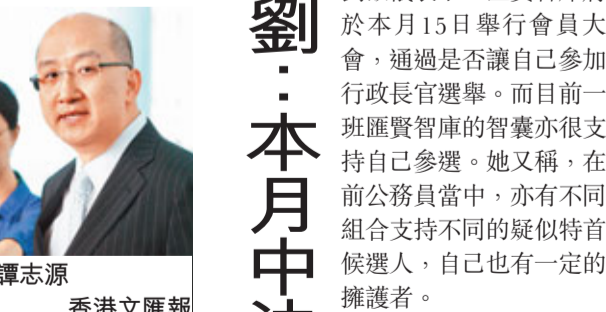 劉：本月中
於本月15日舉行會員大
會，通過是否讓自己參加
行政長官選舉。而目前一
班匯賢智庫的智囊亦很支
持自己參選。她又稱，在
前公務員當中，亦有不同
組合支持不同的疑似特首
候選人，自己也有一定的
擁護者。
譚志源
香港文匯報